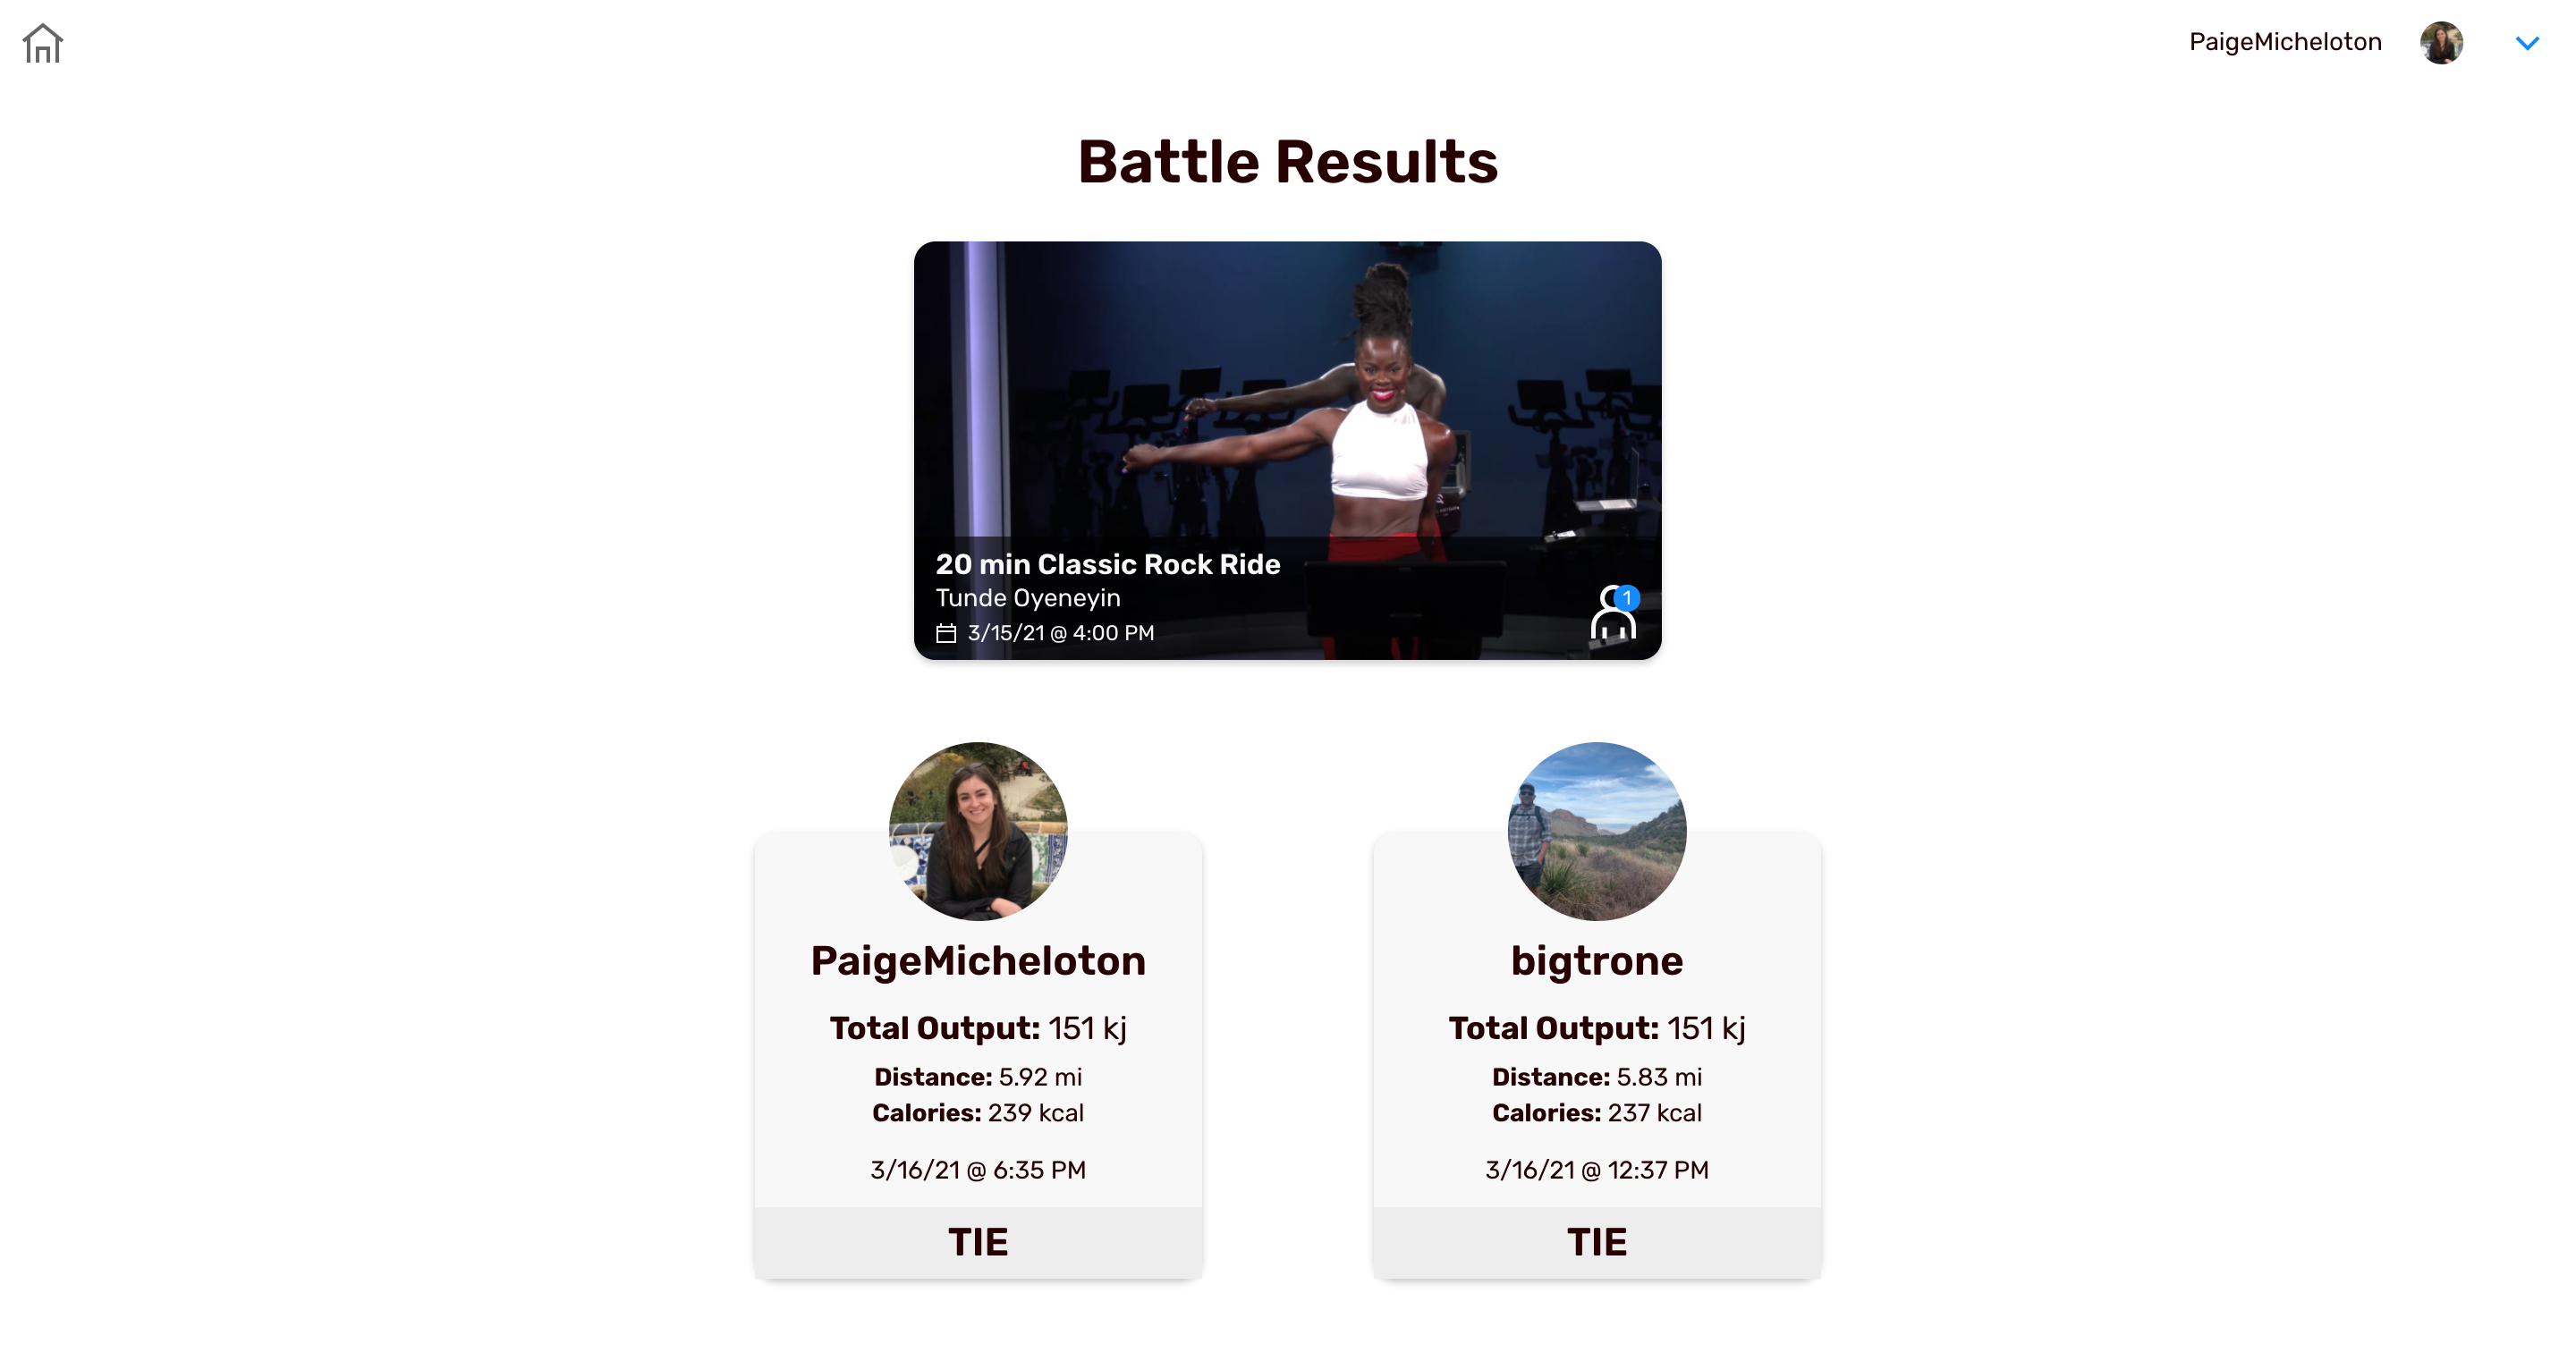 PaigeMicheloton
Battle Results
20 min Classic Rock Ride
Tunde Oyeneyin
3/15/21 @ 4:00 PM
1
PaigeMicheloton
Total Output: 151 kj
Distance: 5.92 mi
Calories: 239 kcal
3/16/21 @ 6:35 PM
TIE
bigtrone
Total Output: 151 kj
Distance: 5.83 mi
Calories: 237 kcal
3/16/21 @ 12:37 PM
TIE